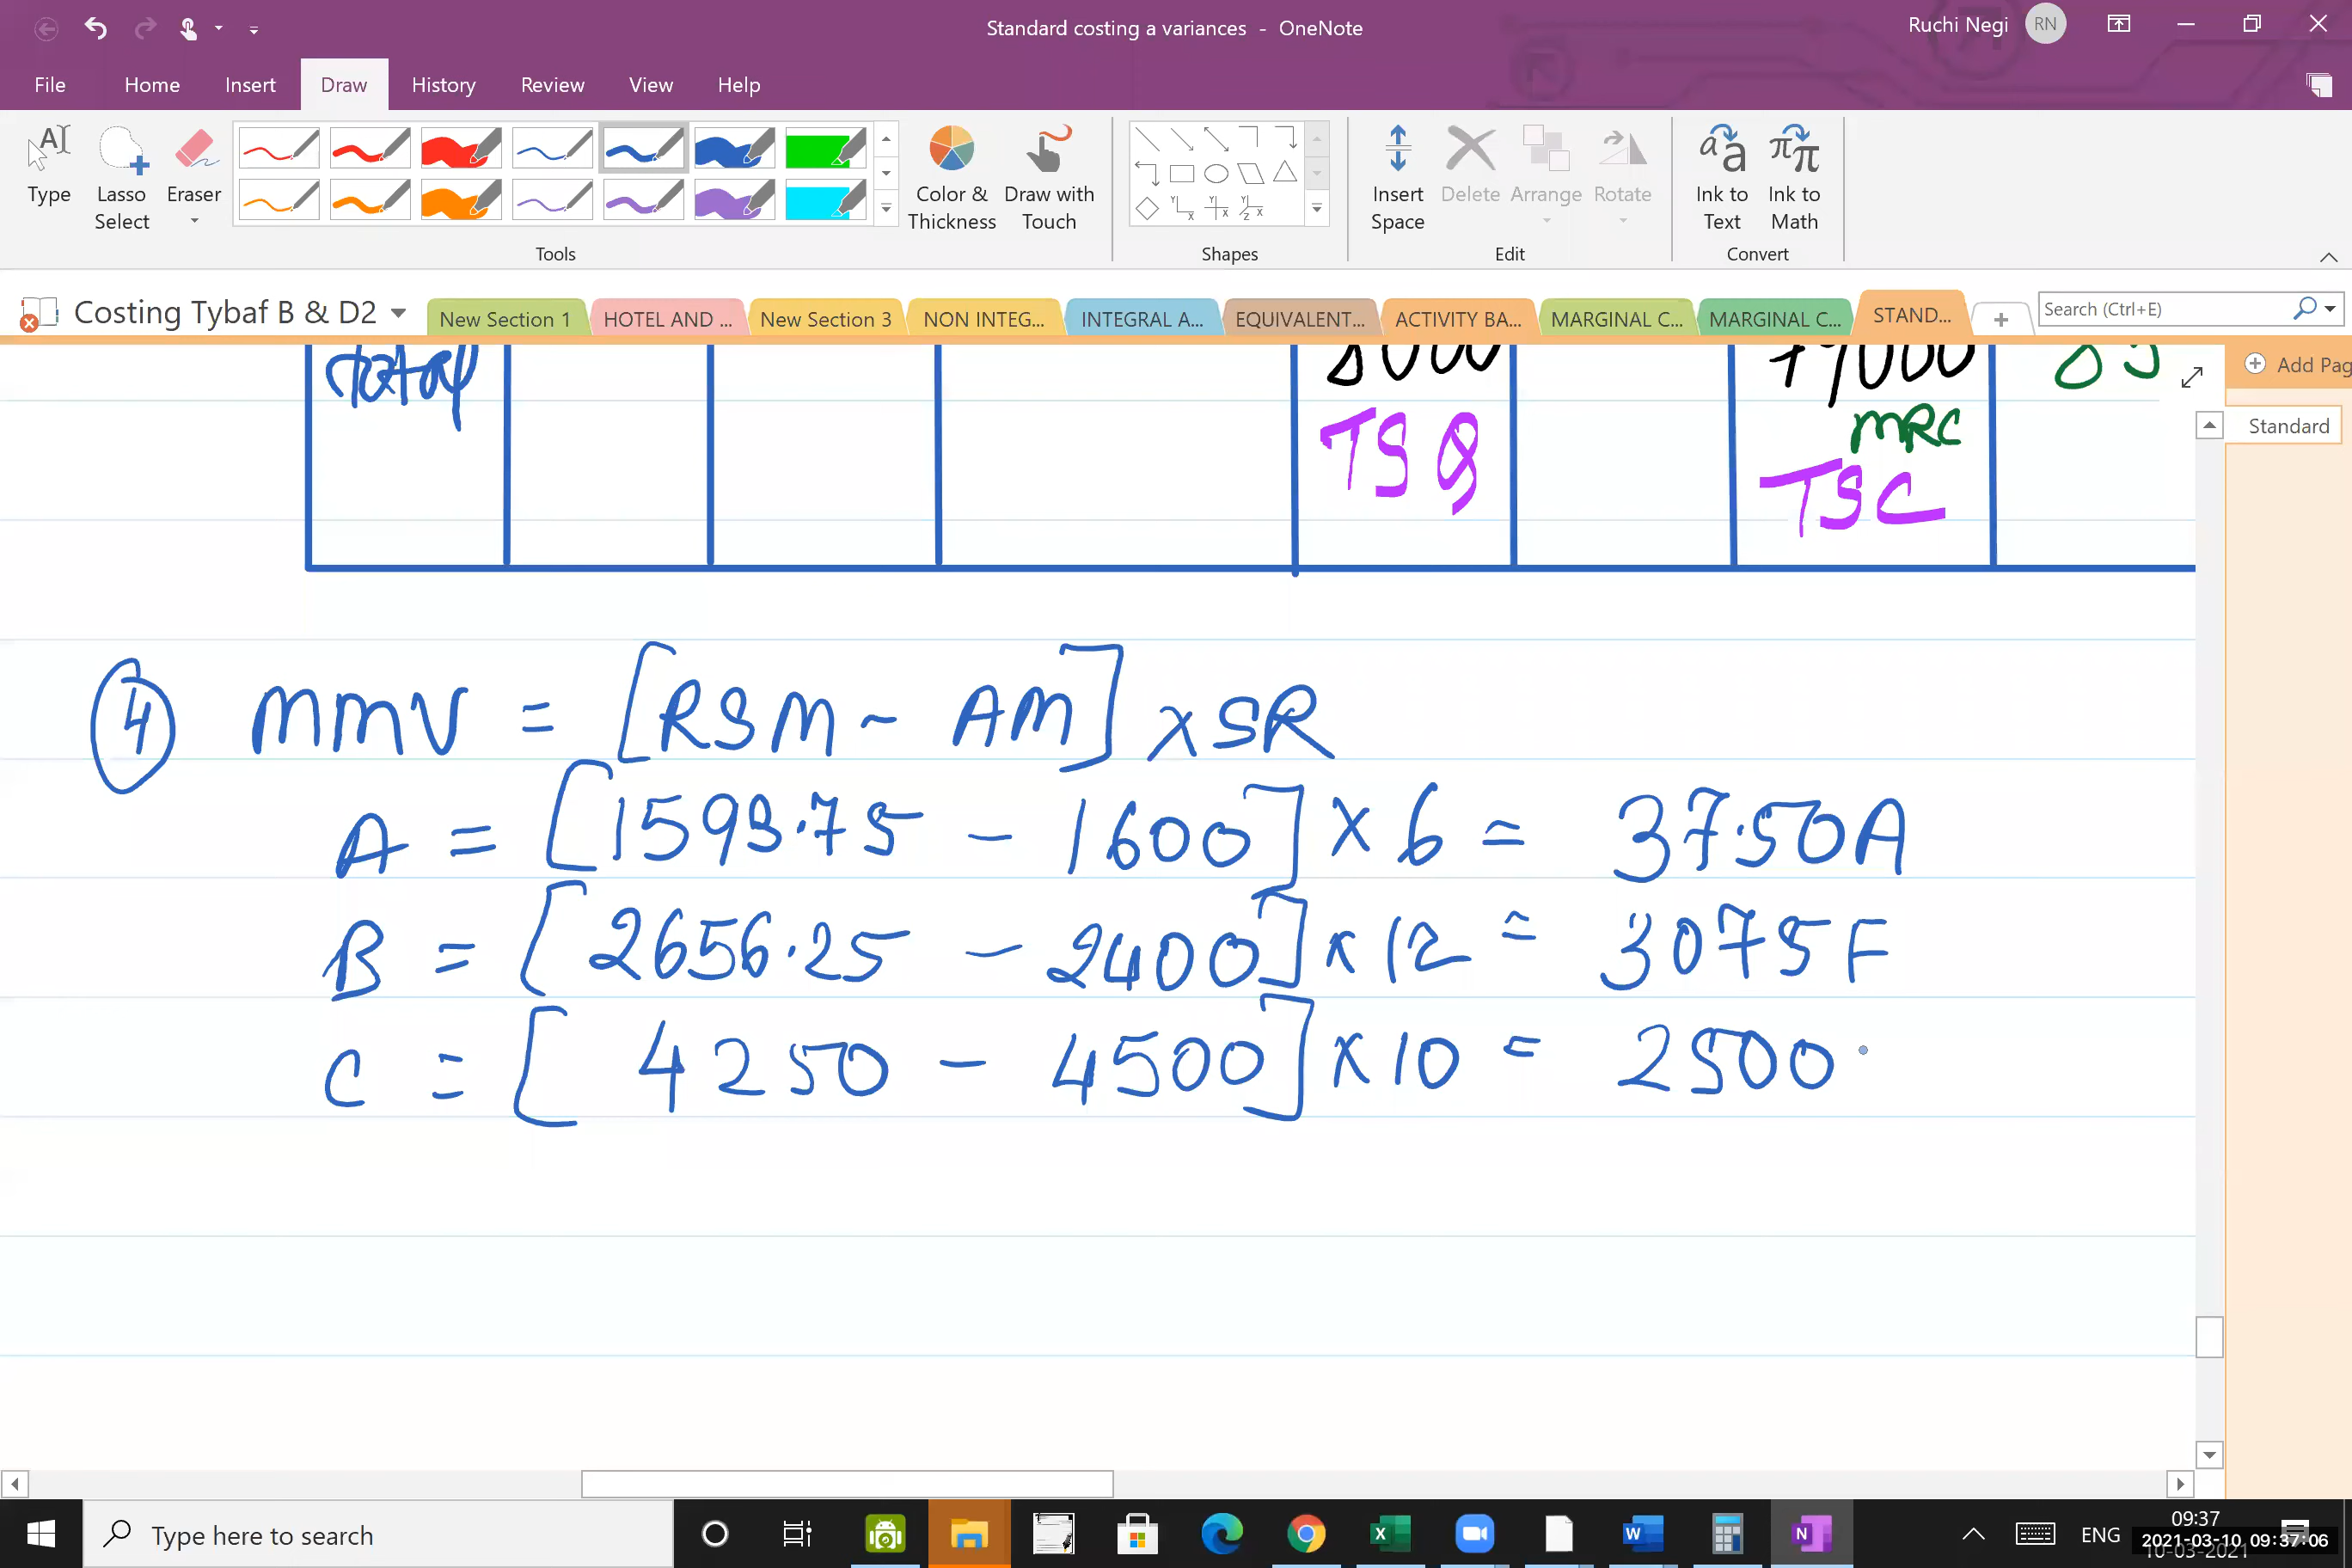 Standard costing a variances - OneNote
Ruchi Negi RN
File Home Insert Draw History Review View Help
Type
Lasso Select
Eraser
Color & Thickness
Draw with Touch
Insert Space
Delete
Arrange
Rotate
Ink to Text
Ink to Math
Tools Shapes Edit Convert
Costing Tybaf B & D2
New Section 1 HOTEL AND ... New Section 3 NON INTEG... INTEGRAL A... EQUIVALENT... ACTIVITY BA... MARGINAL C... MARGINAL C... STAND... +
Search (Ctrl+E)
Add Pag
Standard
total
MRC
TSQ TSC
4 MMV = [RSM ~ AM] x SR
A = [1593.75 - 1600] x 6 = 37.50A
B = [2656.25 - 2400] x 12 = 3075 F
C = [4250 - 4500] x 10 = 2500
Type here to search
ENG
09:37
2021-03-10 09:37:06
10-03-2021